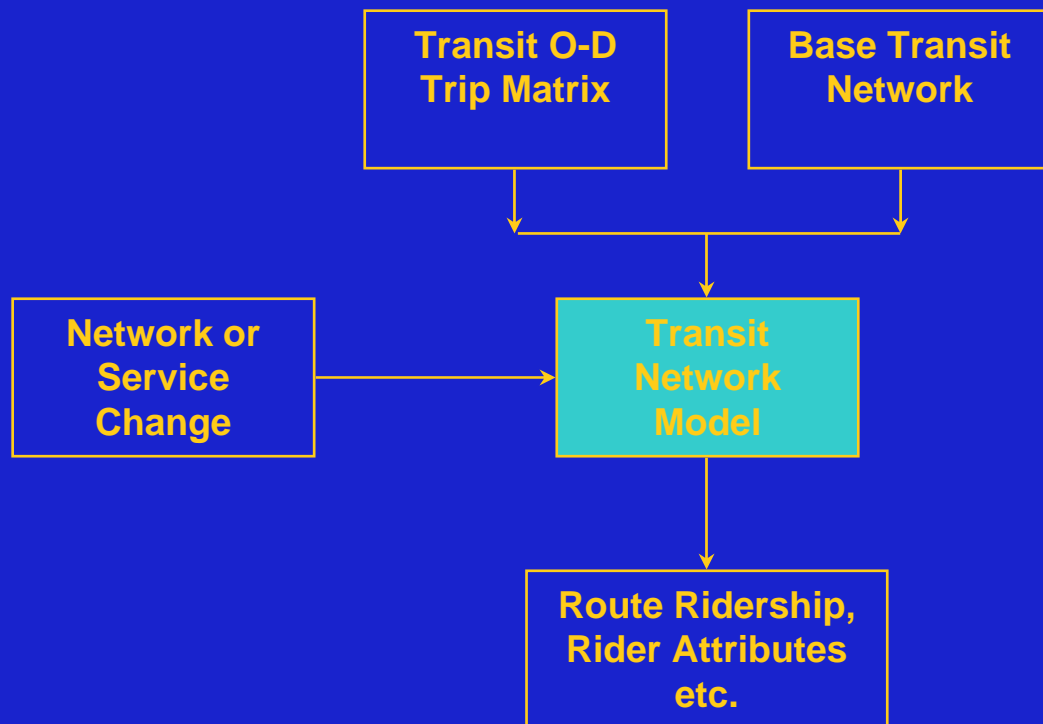 Transit O-D
Trip Matrix
Base Transit
Network
Network or
Service
Change
Transit
Network
Model
Route Ridership,
Rider Attributes
etc.